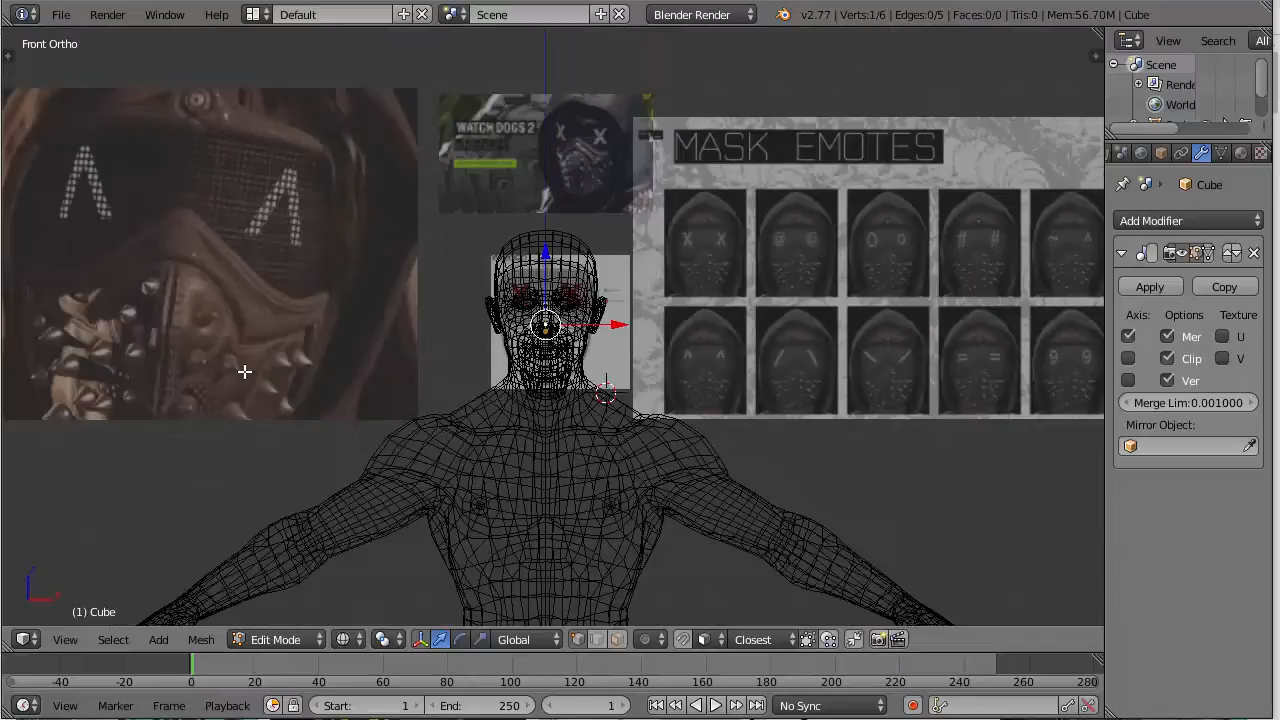 File Render Window Help Default Scene Blender Render v2.77 | Verts:1/6 | Edges:0/5 | Faces:0/0 | Tris:0 | Mem:56.70M | Cube
Front Ortho
View Search All
Scene
Rende
World
WATCH DOGS 2
MASK EMOTES
X X @ @ O o # # ~ ^
^ ^ / \ \ / = = 9 9
Cube
Add Modifier
Apply Copy
Axis: Options Texture
Mer U
Clip V
Ver
Merge Lim:0.001000
Mirror Object:
z
x
(1) Cube
View Select Add Mesh Edit Mode Global Closest
-40 -20 0 20 40 60 80 100 120 140 160 180 200 220 240 260 280
View Marker Frame Playback Start: 1 End: 250 1 No Sync